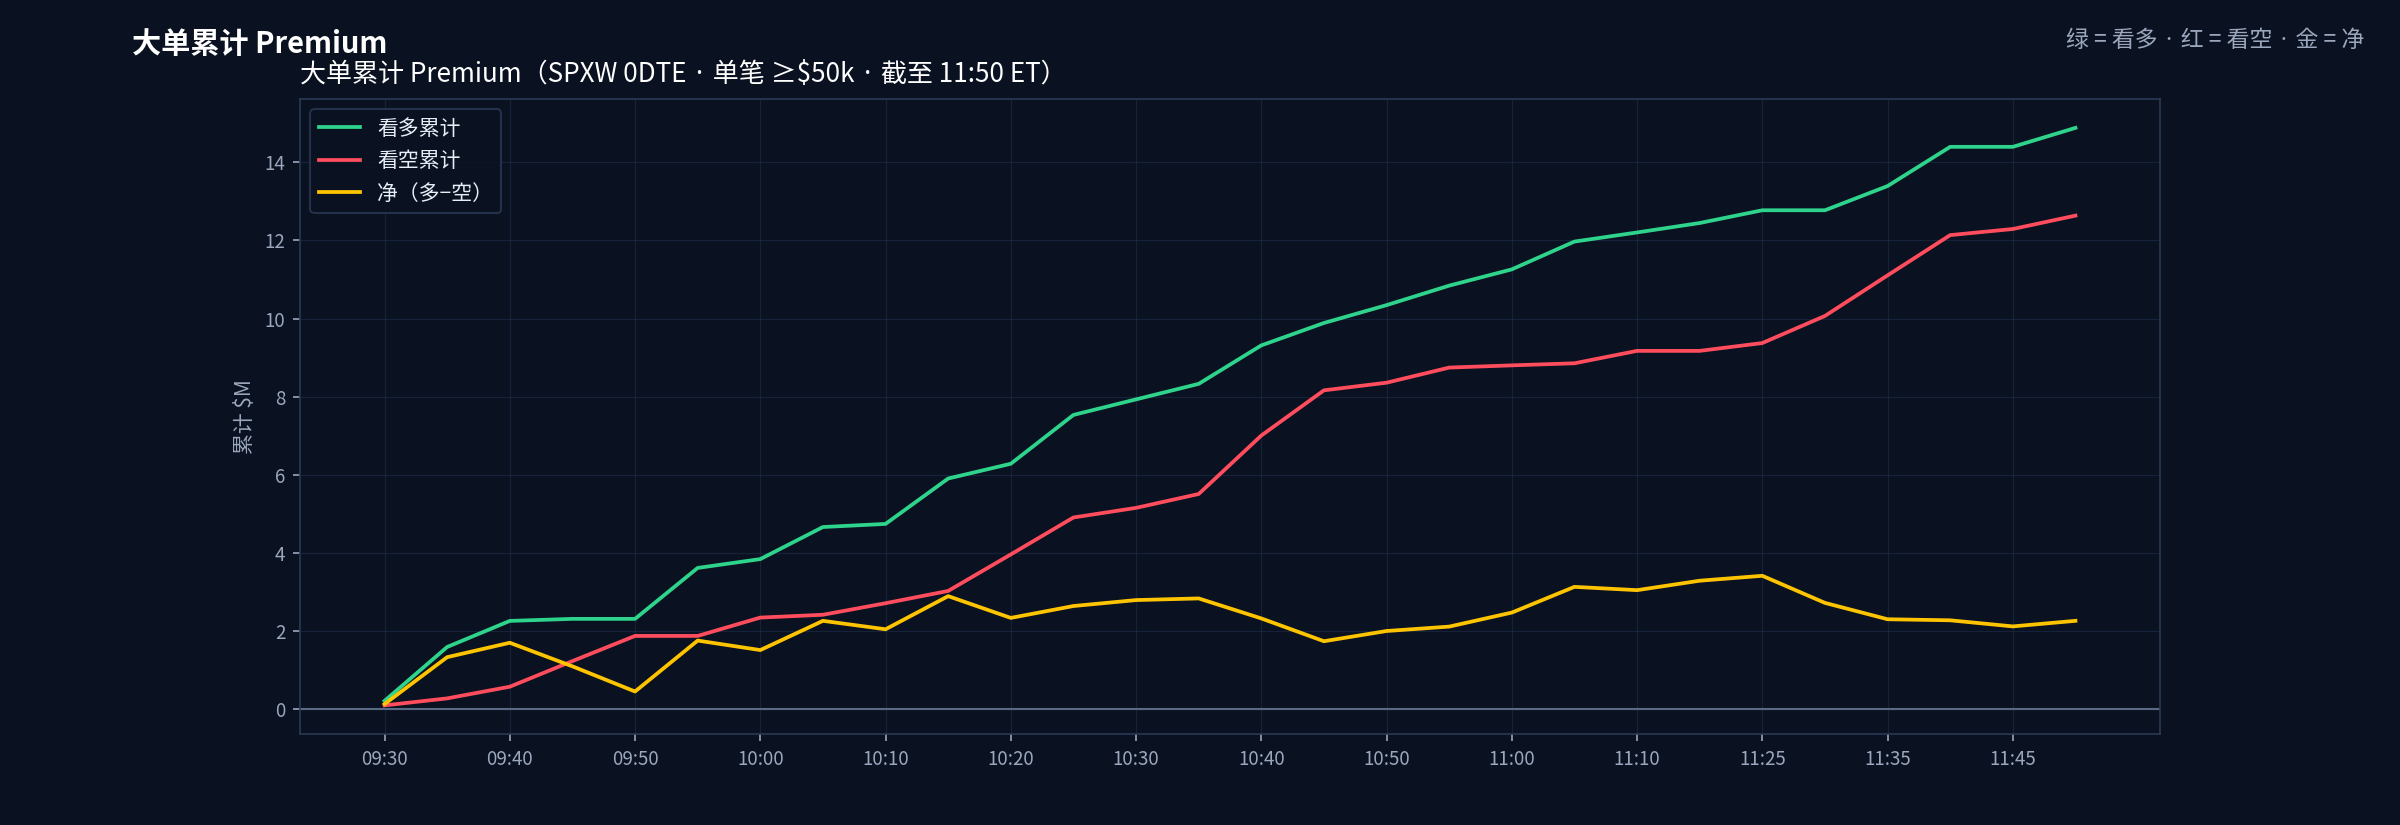 大单累计 Premium
绿 = 看多 · 红 = 看空 · 金 = 净
大单累计 Premium（SPXW 0DTE · 单笔 ≥$50k · 截至 11:50 ET）
看多累计
看空累计
净（多−空）
累计 $M
14
12
10
8
6
4
2
0
09:30 09:40 09:50 10:00 10:10 10:20 10:30 10:40 10:50 11:00 11:10 11:25 11:35 11:45